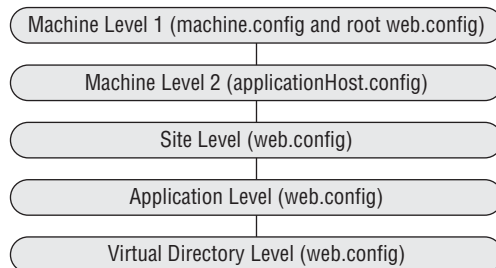 Machine Level 1 (machine.config and root web.config)
Machine Level 2 (applicationHost.config)
Site Level (web.config)
Application Level (web.config)
Virtual Directory Level (web.config)